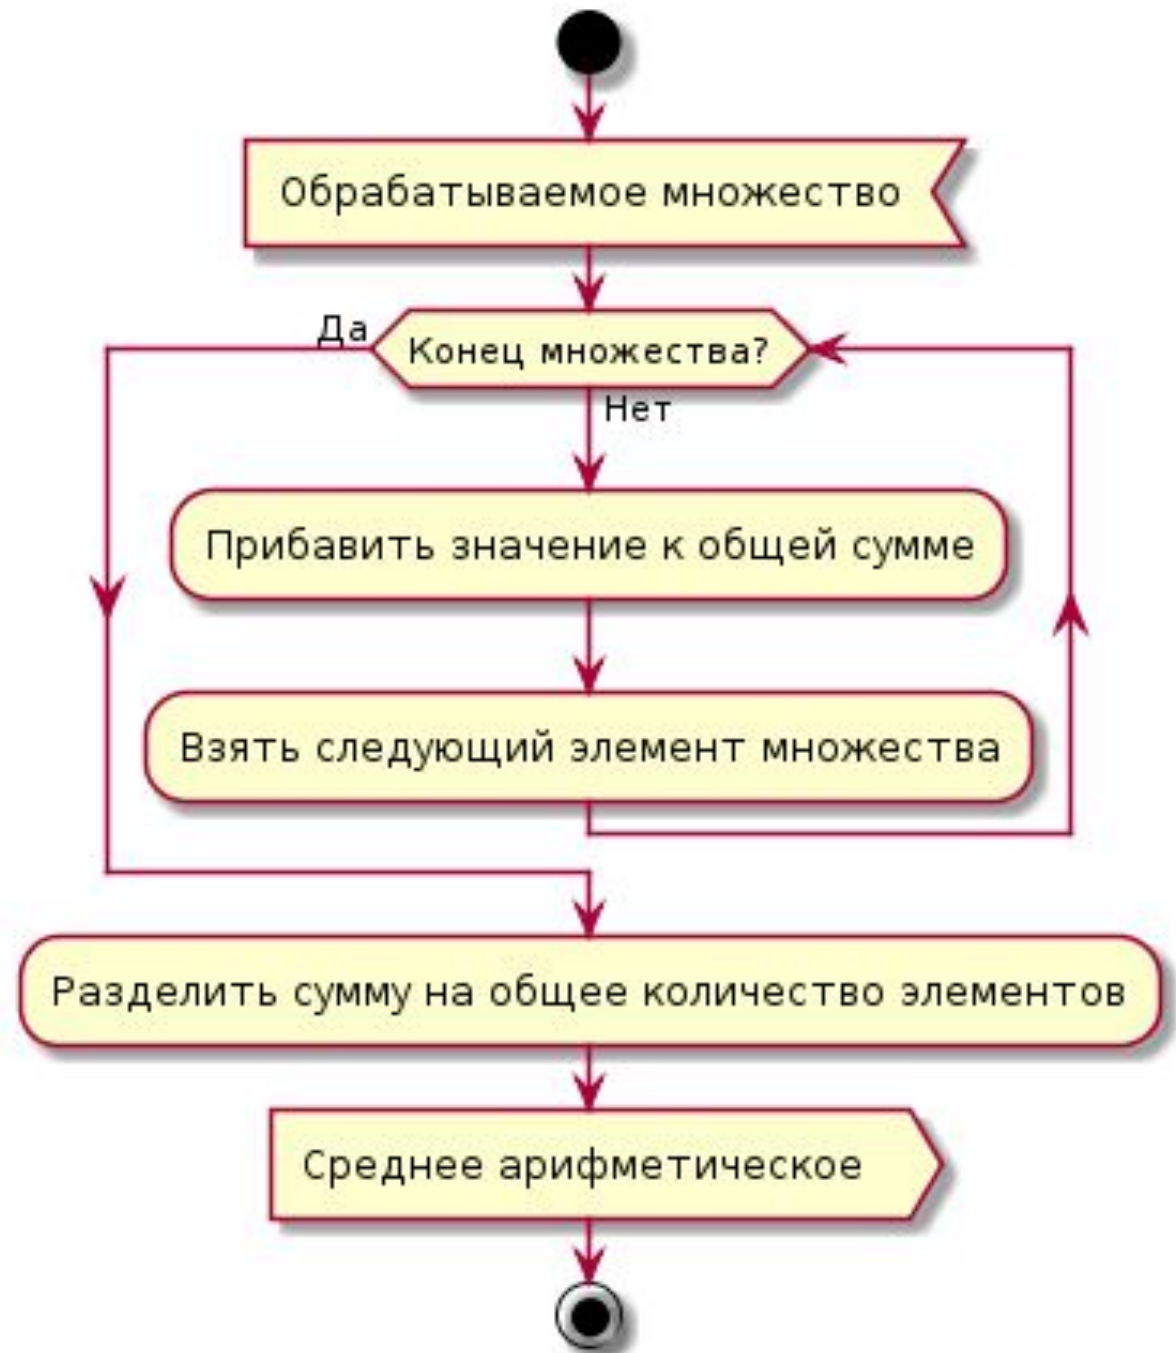 Обрабатываемое множество
Да
Конец множества?
Нет
Прибавить значение к общей сумме
Взять следующий элемент множества
Разделить сумму на общее количество элементов
Среднее арифметическое